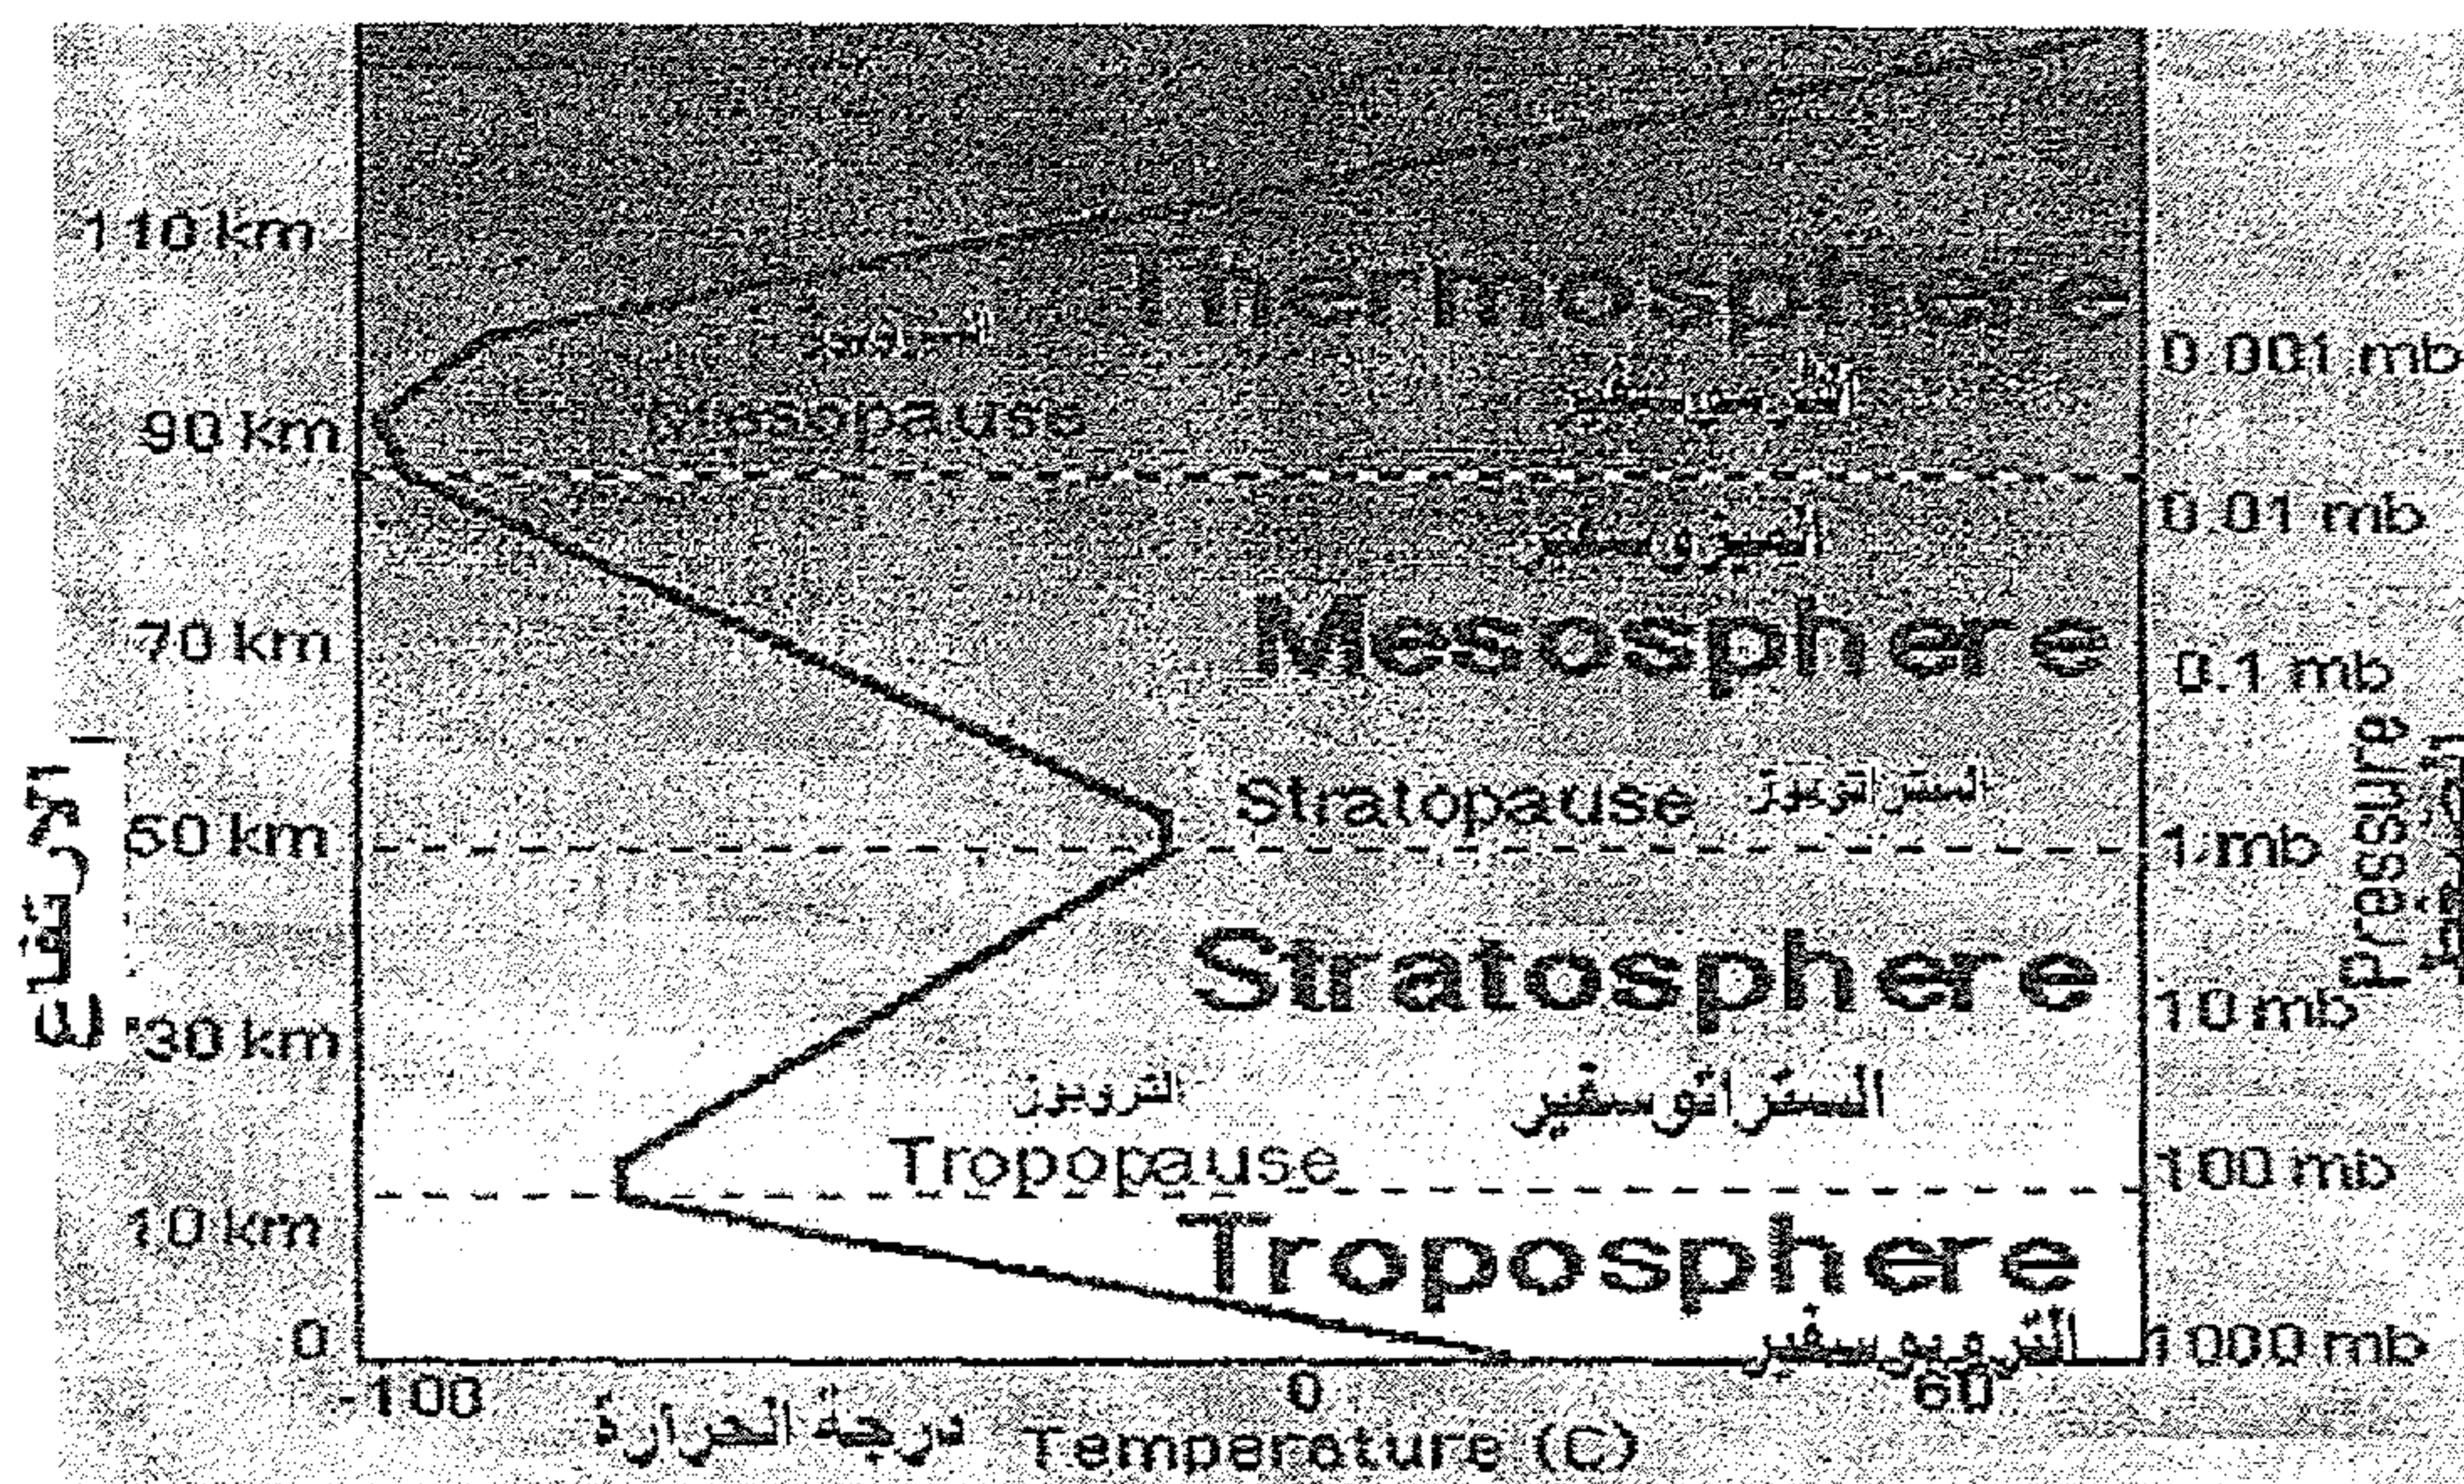 110 km
Thermosphere
0.001 mb
الثرموسفير
90 km
Mesopause
0.01 mb
الميزوسفير
70 km
Mesosphere
0.1 mb
Stratopause الستراتوبوز
50 km
1 mb
الارتفاع
Pressure
Stratosphere
10 mb
30 km
التروبوز
الستراتوسفير
Tropopause
100 mb
10 km
Troposphere
التروبوسفير
0
1000 mb
-100
0
60
درجة الحرارة Temperature (C)